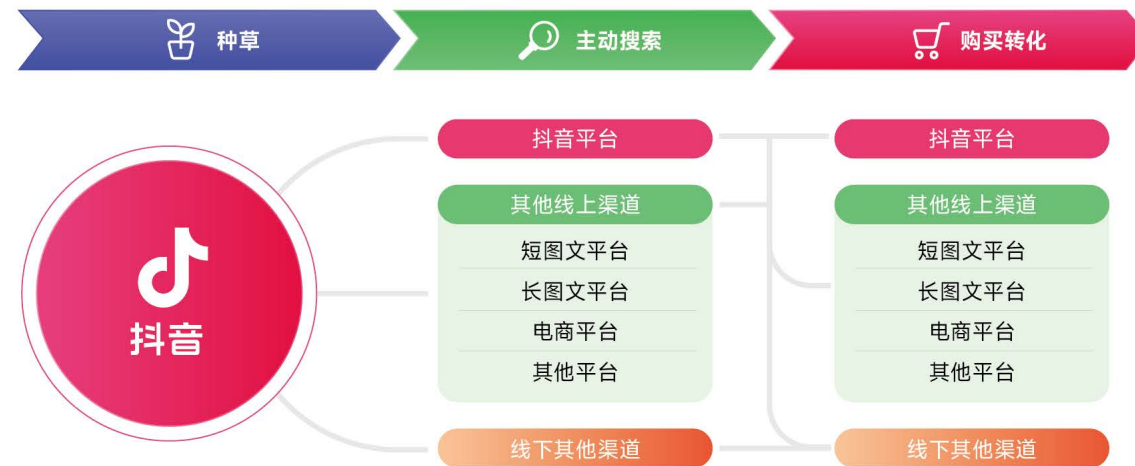 种草
主动搜索
购买转化
抖音
抖音平台
其他线上渠道
短图文平台
长图文平台
电商平台
其他平台
线下其他渠道
抖音平台
其他线上渠道
短图文平台
长图文平台
电商平台
其他平台
线下其他渠道